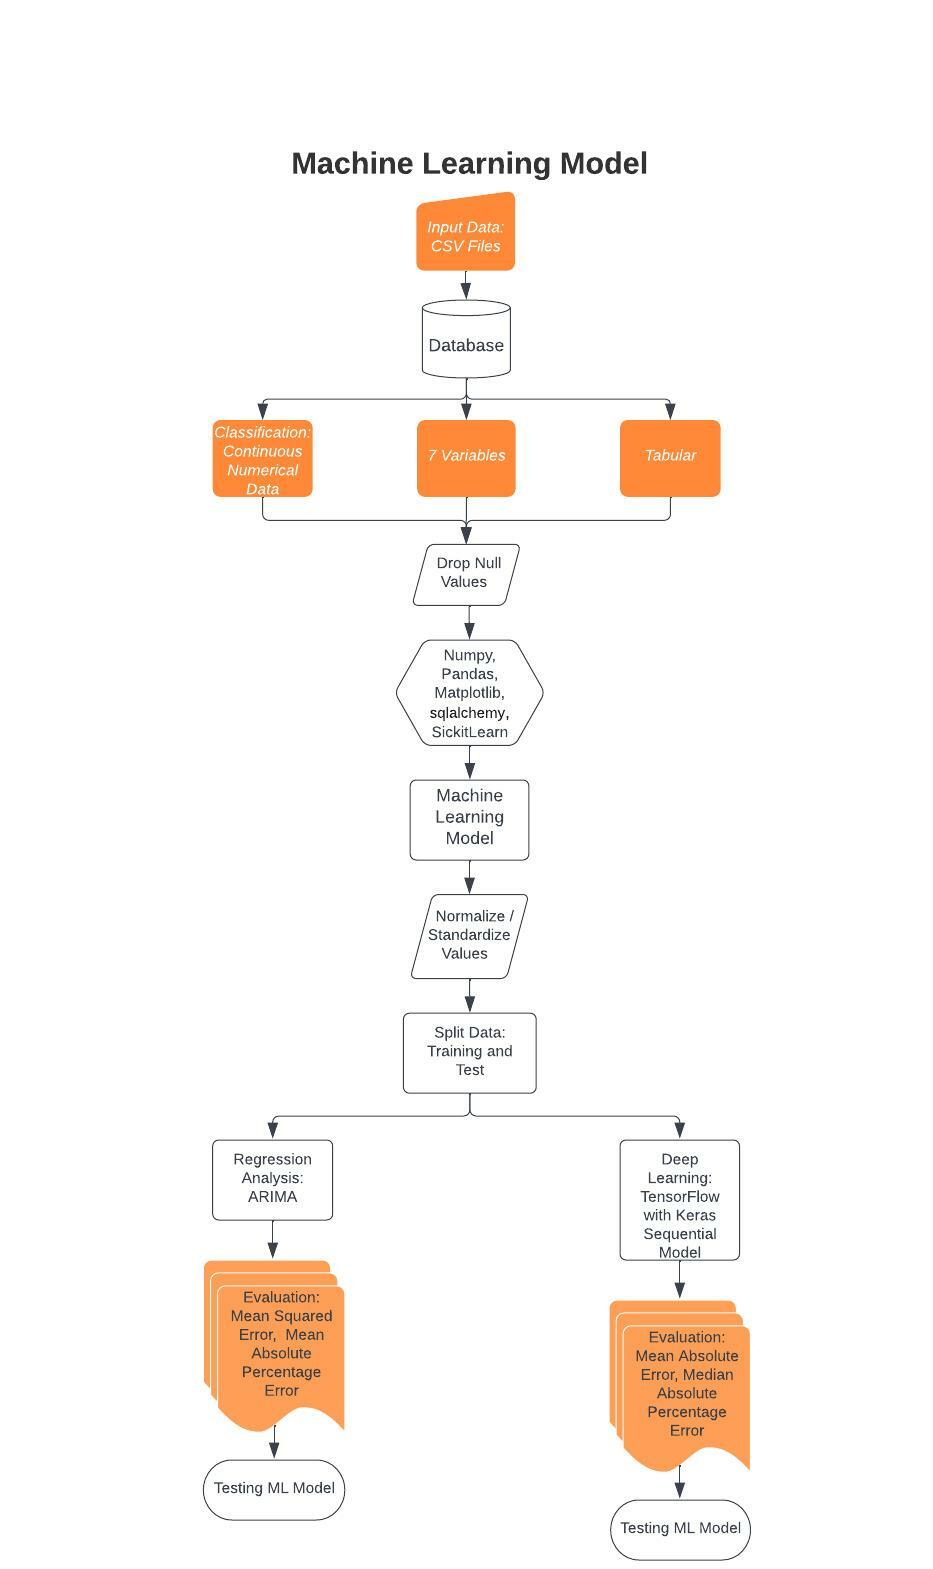 Machine Learning Model
Input Data:
CSV Files
Database
Classification:
Continuous
Numerical
Data
7 Variables
Tabular
Drop Null
Values
Numpy,
Pandas,
Matplotlib,
sqlalchemy,
SickitLearn
Machine
Learning
Model
Normalize /
Standardize
Values
Split Data:
Training and
Test
Regression
Analysis:
ARIMA
Deep
Learning:
TensorFlow
with Keras
Sequential
Model
Evaluation:
Mean Squared
Error,  Mean
Absolute
Percentage
Error
Evaluation:
Mean Absolute
Error, Median
Absolute
Percentage
Error
Testing ML Model
Testing ML Model